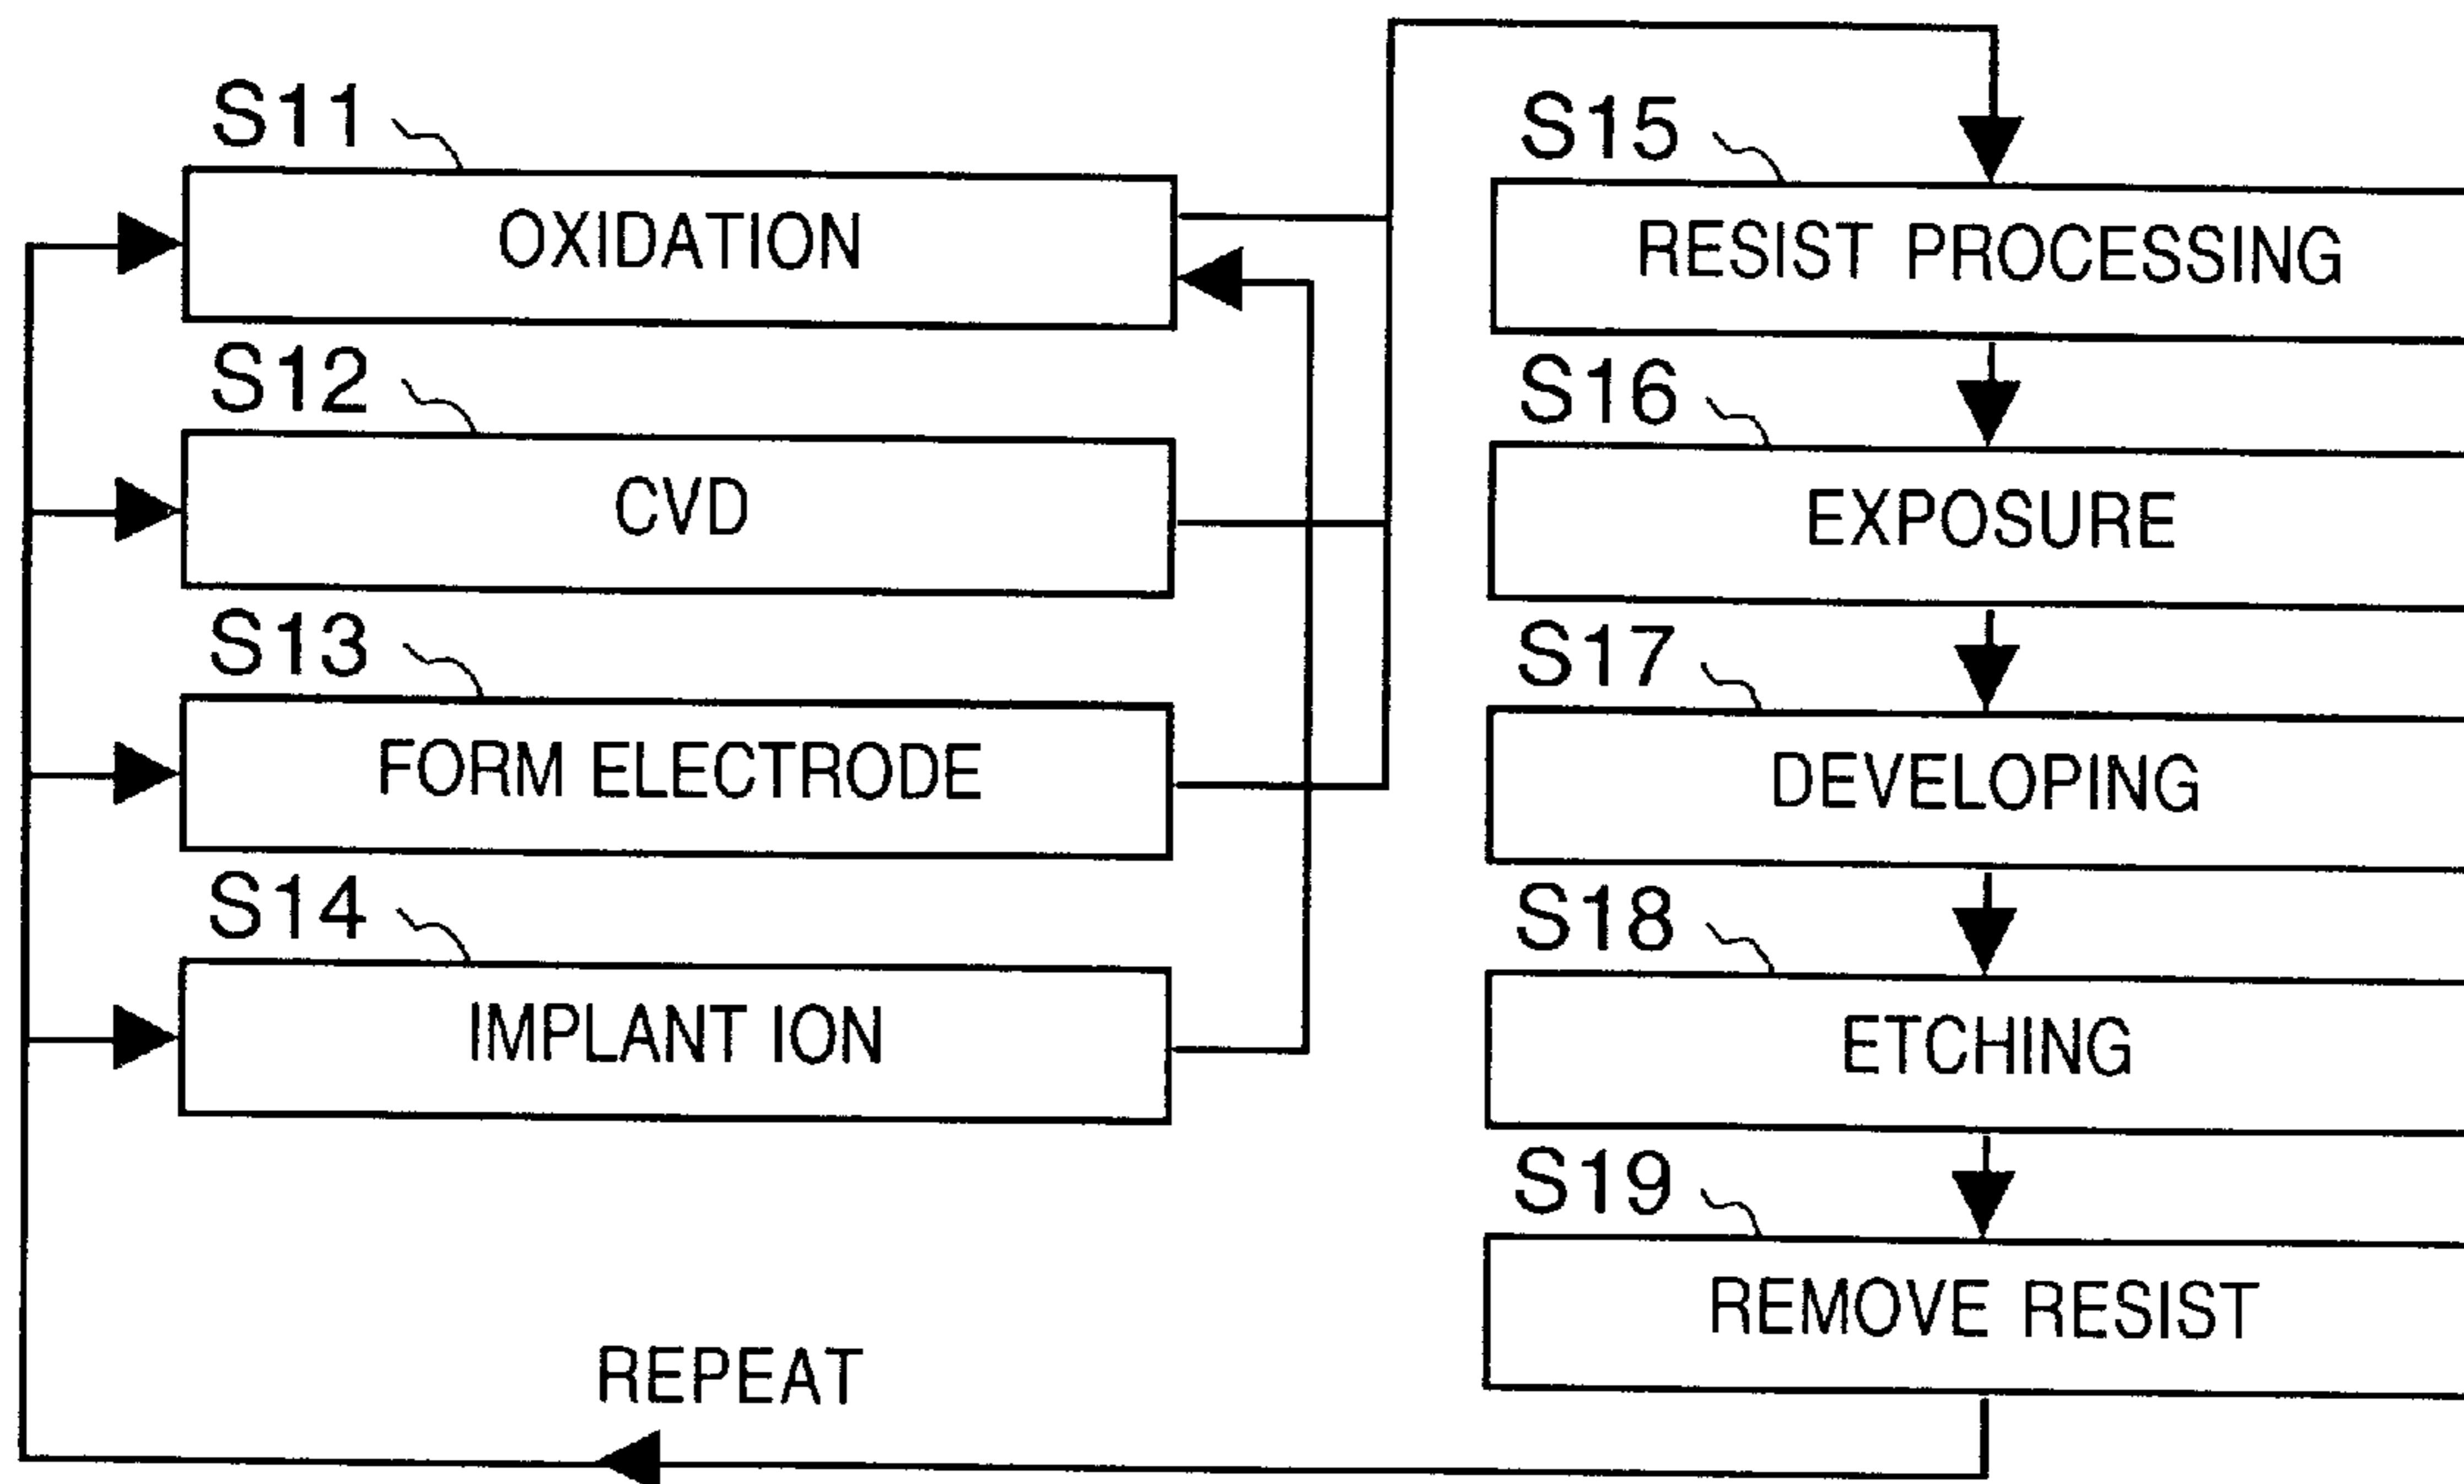 S11
OXIDATION
S12
CVD
S13
FORM ELECTRODE
S14
IMPLANT ION
REPEAT
S15
RESIST PROCESSING
S16
EXPOSURE
S17
DEVELOPING
S18
ETCHING
S19
REMOVE RESIST